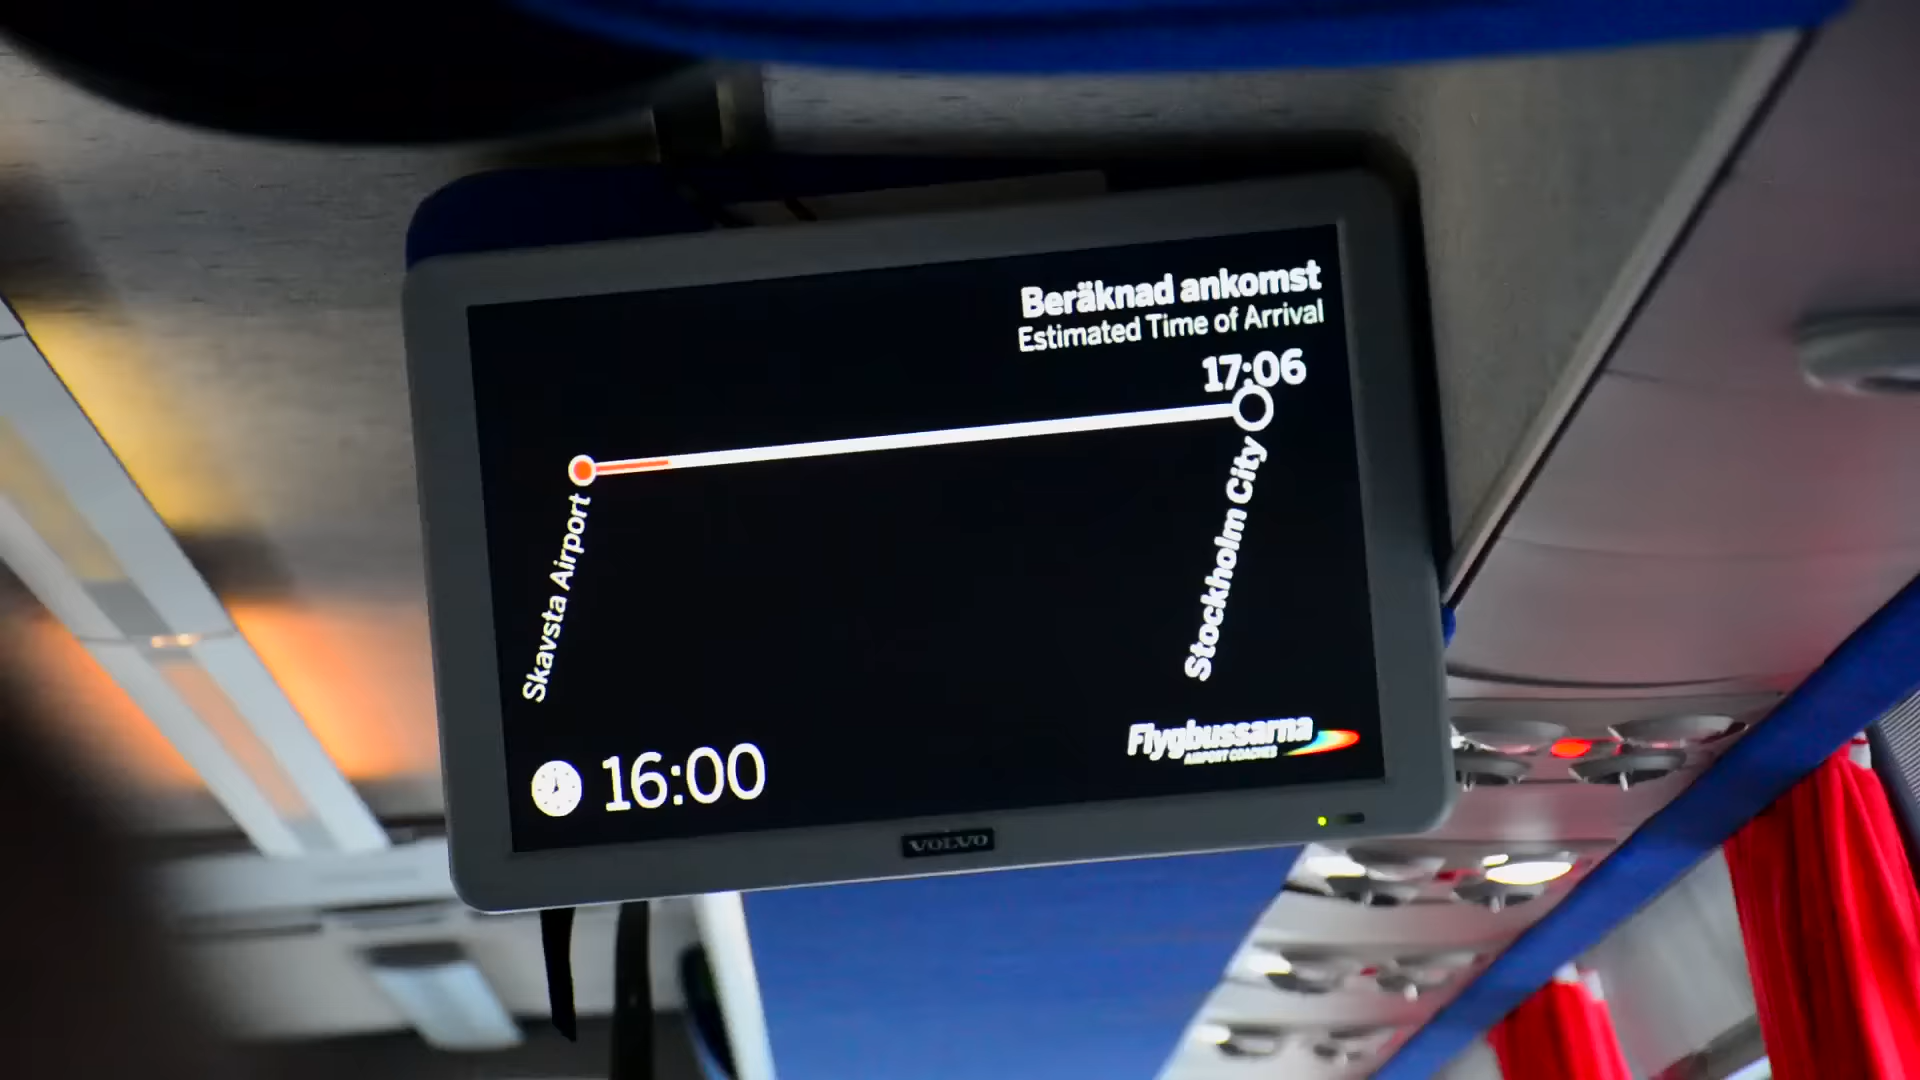 Beräknad ankomst
Estimated Time of Arrival
17:06
Skavsta Airport
Stockholm City
16:00
Flygbussarna
AIRPORT COACHES
VOLVO